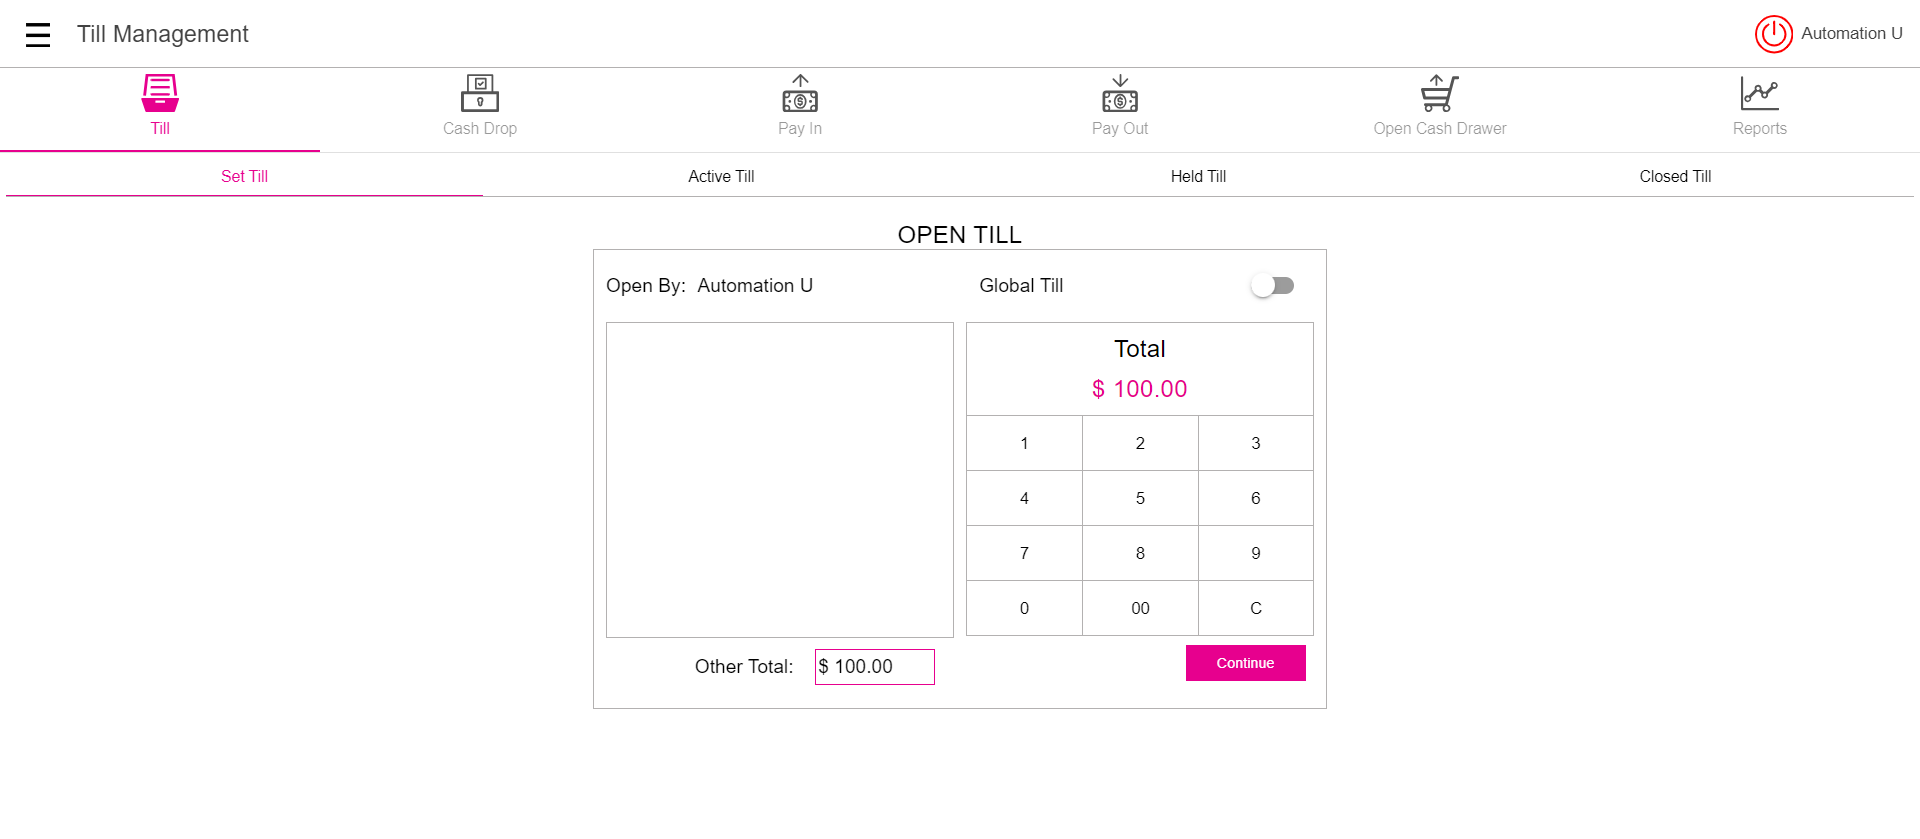 Till Management
Automation U
Till
Cash Drop
Pay In
Pay Out
Open Cash Drawer
Reports
Set Till
Active Till
Held Till
Closed Till
OPEN TILL
Open By: Automation U
Global Till
Total
$ 100.00
1 2 3
4 5 6
7 8 9
0 00 C
Other Total: $ 100.00
Continue